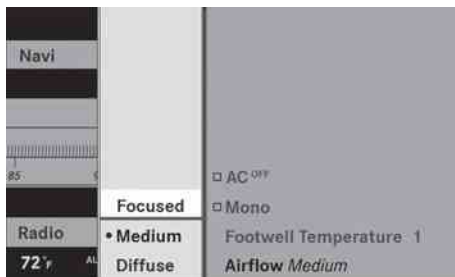 Navi
85
□ AC OFF
Focused
□ Mono
Radio
• Medium
Footwell Temperature 1
72°F
Diffuse
Airflow Medium